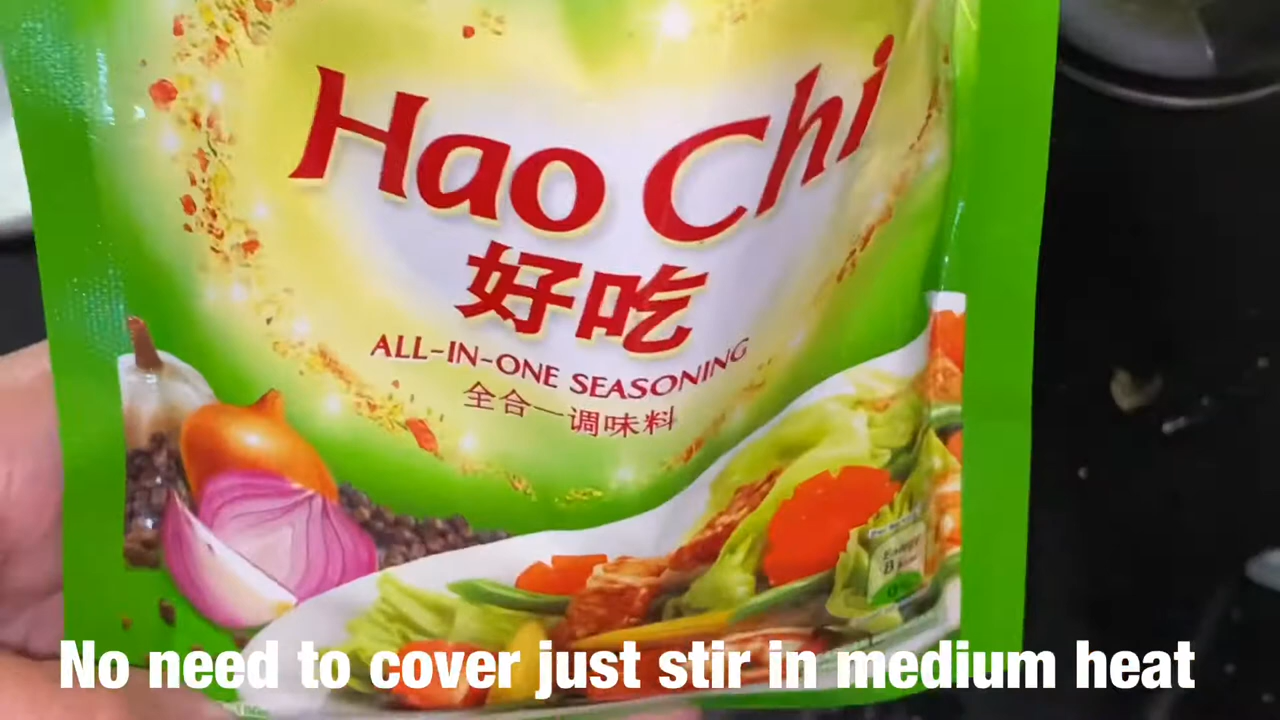 Hao Chi
好吃
ALL-IN-ONE SEASONING
全合一调味料
No need to cover just stir in medium heat